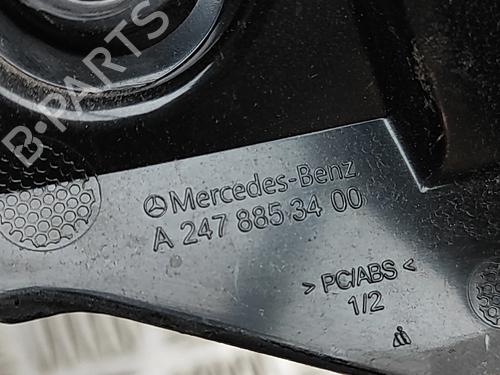 B-PARTS
Mercedes-Benz
A 247 885 34 00
> PC/ABS <
1/2